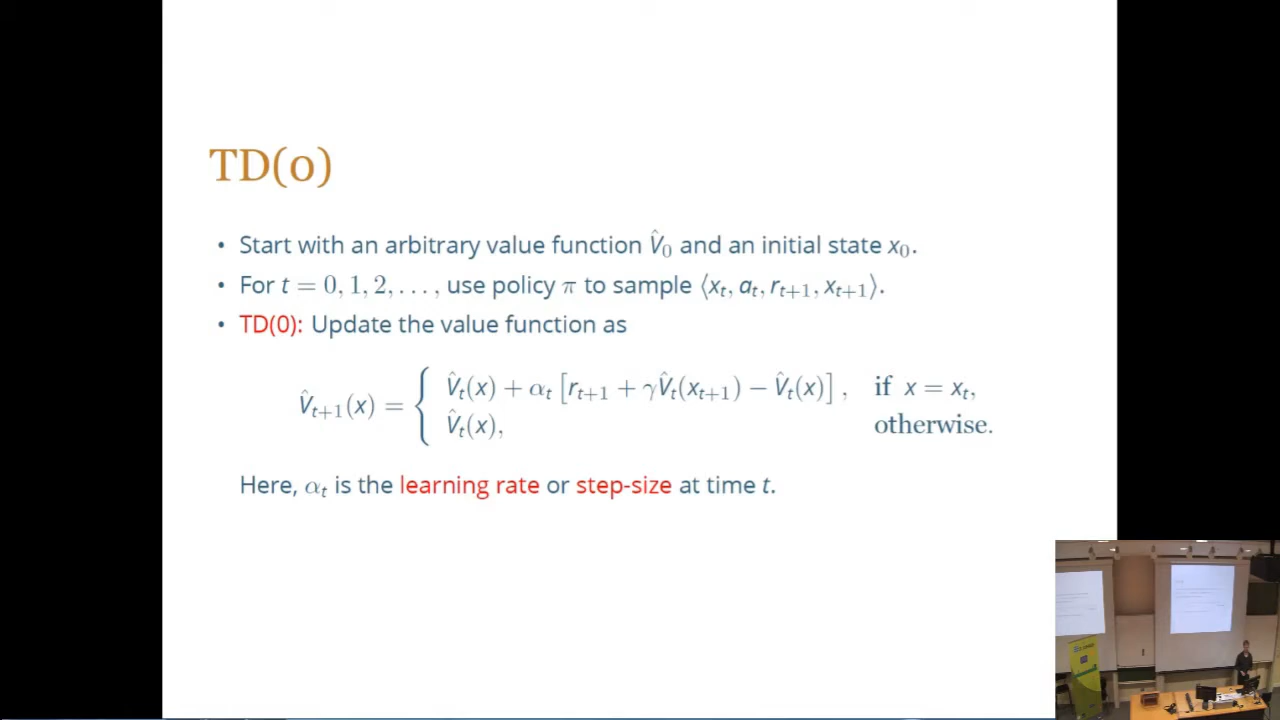 TD(0)
• Start with an arbitrary value function V̂₀ and an initial state x₀.
• For t = 0, 1, 2, . . . , use policy π to sample ⟨xₜ, aₜ, rₜ₊₁, xₜ₊₁⟩.
• TD(0): Update the value function as
V̂ₜ₊₁(x) = { V̂ₜ(x) + αₜ [rₜ₊₁ + γV̂ₜ(xₜ₊₁) − V̂ₜ(x)] , if x = xₜ,
V̂ₜ(x), otherwise.
Here, αₜ is the learning rate or step-size at time t.